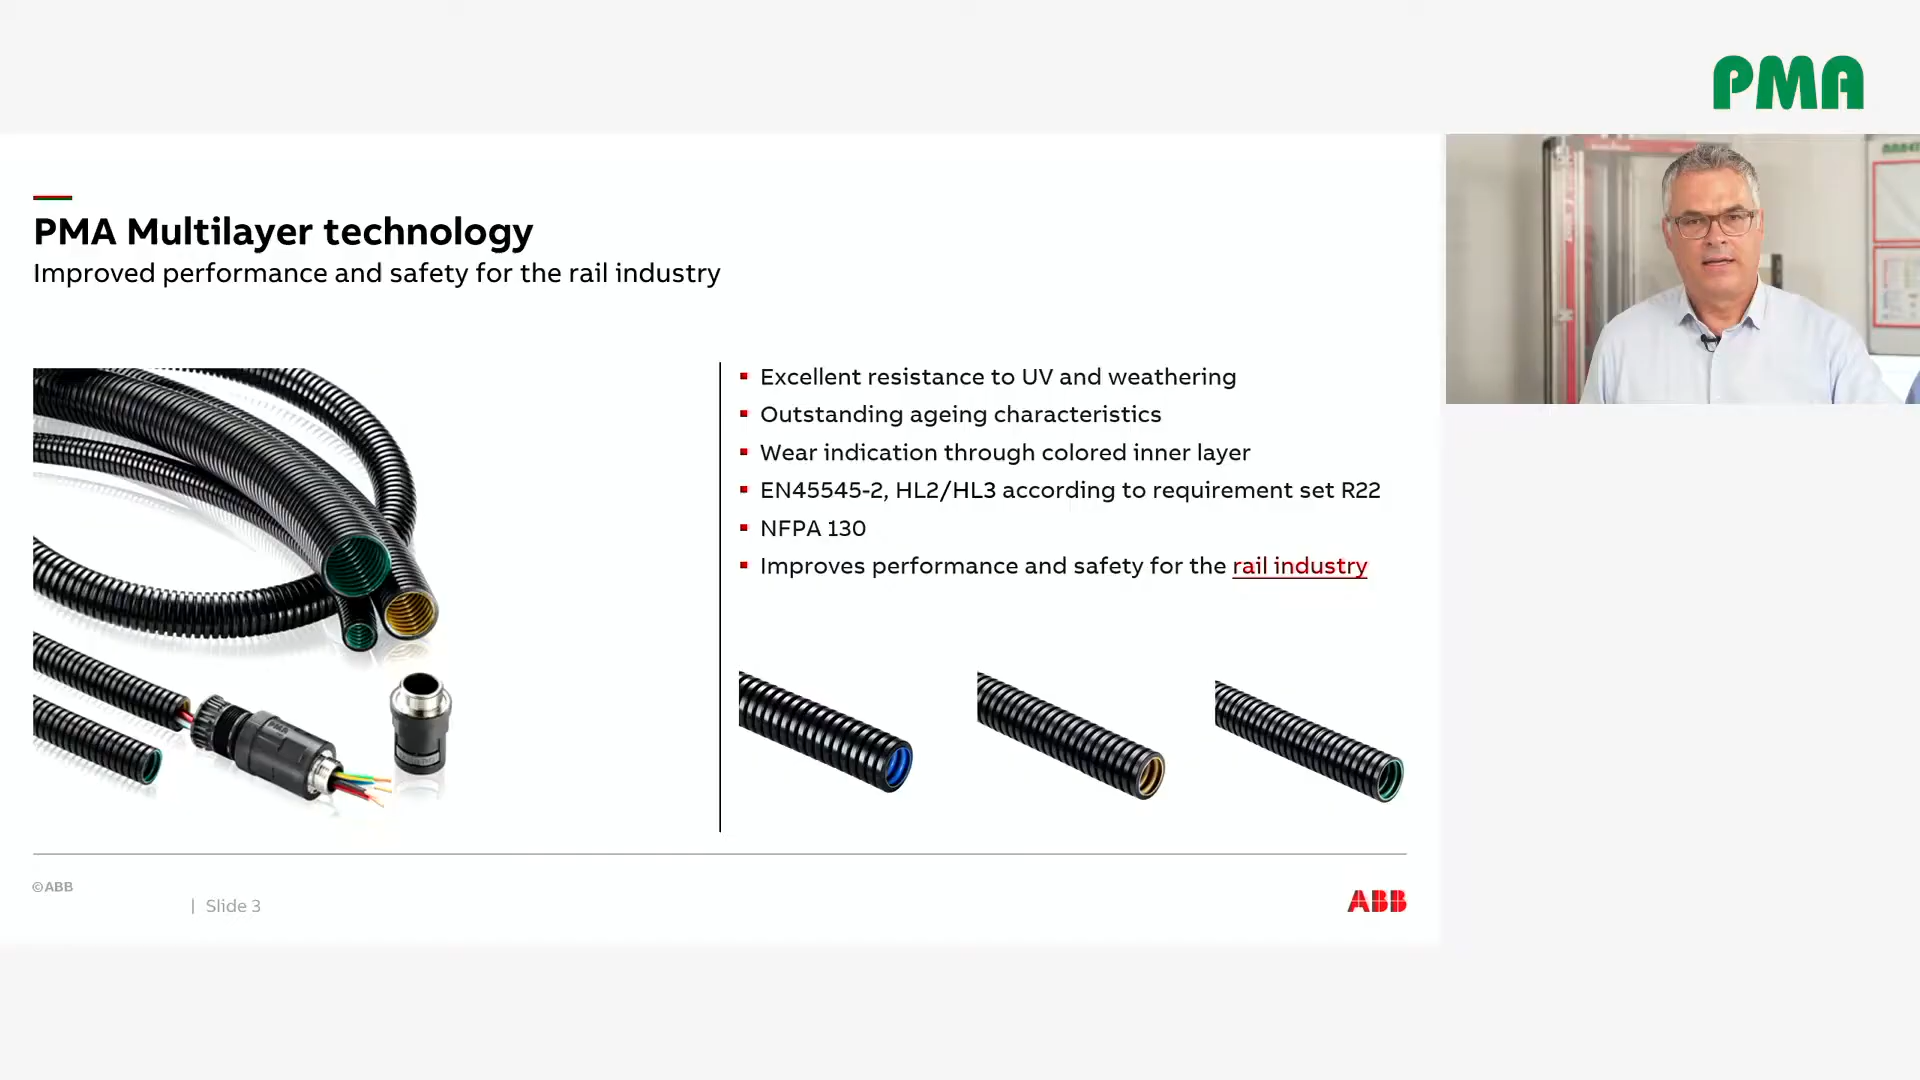 PMA
PMA Multilayer technology
Improved performance and safety for the rail industry
Excellent resistance to UV and weathering
Outstanding ageing characteristics
Wear indication through colored inner layer
EN45545-2, HL2/HL3 according to requirement set R22
NFPA 130
Improves performance and safety for the rail industry
©ABB
| Slide 3
ABB